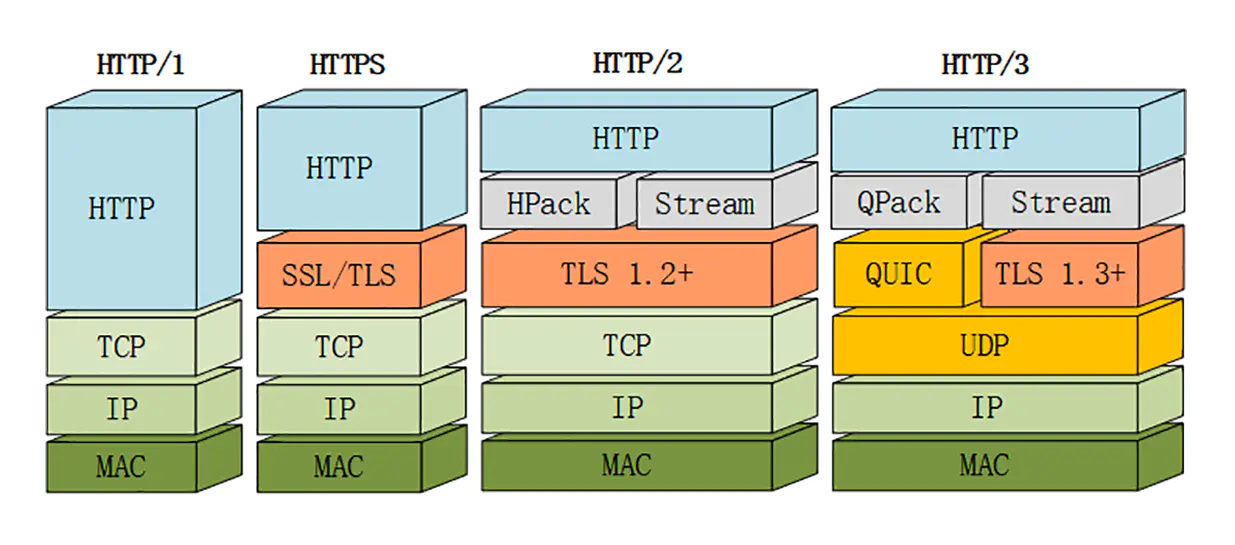 HTTP/1
HTTPS
HTTP/2
HTTP/3
HTTP
TCP
IP
MAC
HTTP
SSL/TLS
TCP
IP
MAC
HTTP
HPack
Stream
TLS 1.2+
TCP
IP
MAC
HTTP
QPack
Stream
QUIC
TLS 1.3+
UDP
IP
MAC